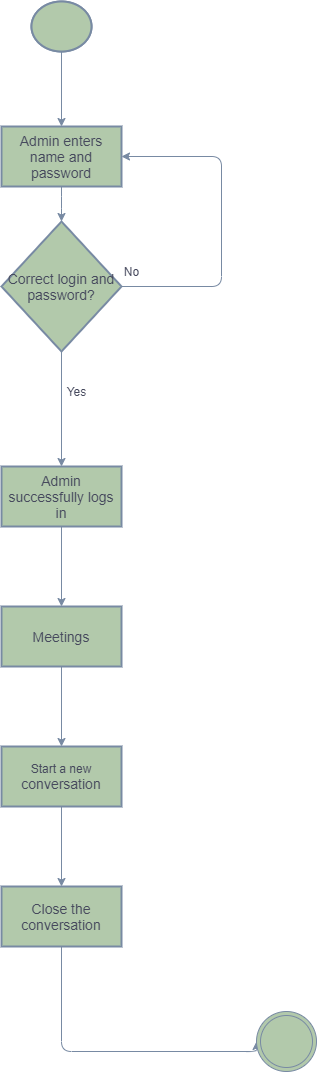 Admin enters
name and
password
Correct login and
password?
No
Yes
Admin
successfully logs
in
Meetings
Start a new
conversation
Close the
conversation